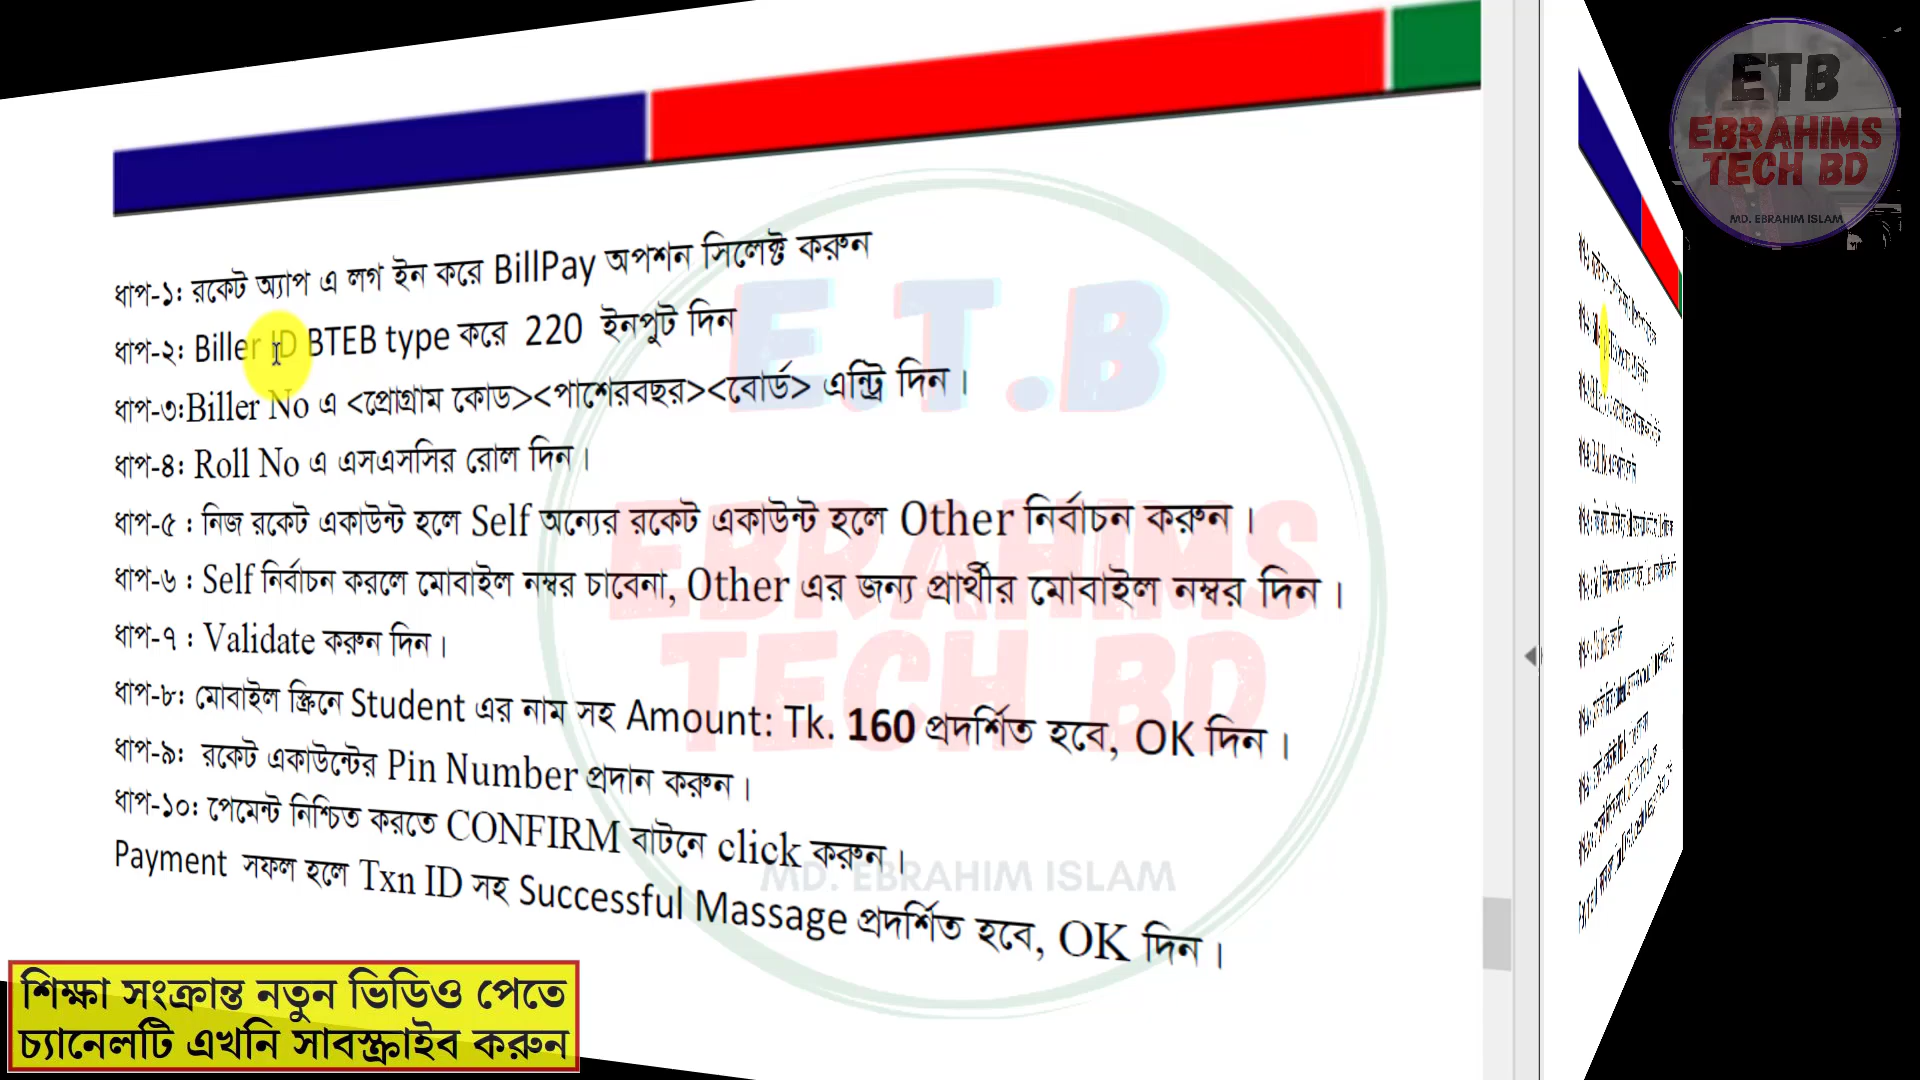 ধাপ-১ঃ রকেট অ্যাপ এ লগ ইন করে BillPay অপশন সিলেক্ট করুন
ধাপ-২ঃ Biller ID BTEB type করে 220 ইনপুট দিন
ধাপ-৩ঃBiller No এ <প্রোগ্রাম কোড><পাশেরবছর><বোর্ড> এন্ট্রি দিন।
ধাপ-৪ঃ Roll No এ এসএসসির রোল দিন।
ধাপ-৫ : নিজ রকেট একাউন্ট হলে Self অন্যের রকেট একাউন্ট হলে Other নির্বাচন করুন।
ধাপ-৬ : Self নির্বাচন করলে মোবাইল নম্বর চাবেনা, Other এর জন্য প্রার্থীর মোবাইল নম্বর দিন।
ধাপ-৭ : Validate করুন দিন।
ধাপ-৮ঃ মোবাইল স্ক্রিনে Student এর নাম সহ Amount: Tk. 160 প্রদর্শিত হবে, OK দিন।
ধাপ-৯ঃ রকেট একাউন্টের Pin Number প্রদান করুন।
ধাপ-১০ঃ পেমেন্ট নিশ্চিত করতে CONFIRM বাটনে click করুন।
Payment সফল হলে Txn ID সহ Successful Massage প্রদর্শিত হবে, OK দিন।
E.T.B
EBRAHIMS
TECH BD
MD. EBRAHIM ISLAM
ETB
EBRAHIMS
TECH BD
MD. EBRAHIM ISLAM
শিক্ষা সংক্রান্ত নতুন ভিডিও পেতে
চ্যানেলটি এখনি সাবস্ক্রাইব করুন